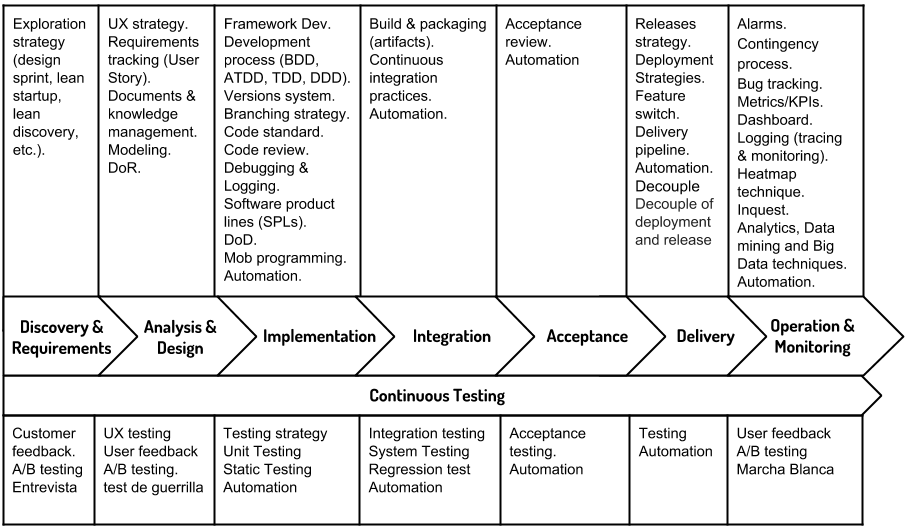 Exploration
strategy
(design
sprint, lean
startup,
lean
discovery,
etc.).
UX strategy.
Requirements
tracking (User
Story).
Documents &
knowledge
management.
Modeling.
DoR.
Framework Dev.
Development
process (BDD,
ATDD, TDD, DDD).
Versions system.
Branching strategy.
Code standard.
Code review.
Debugging &
Logging.
Software product
lines (SPLs).
DoD.
Mob programming.
Automation.
Build & packaging
(artifacts).
Continuous
integration
practices.
Automation.
Acceptance
review.
Automation
Releases
strategy.
Deployment
Strategies.
Feature
switch.
Delivery
pipeline.
Automation.
Decouple
Decouple of
deployment
and release
Alarms.
Contingency
process.
Bug tracking.
Metrics/KPIs.
Dashboard.
Logging (tracing
& monitoring).
Heatmap
technique.
Inquest.
Analytics, Data
mining and Big
Data techniques.
Automation.
Discovery &
Requirements
Analysis &
Design
Implementation
Integration
Acceptance
Delivery
Operation &
Monitoring
Continuous Testing
Customer
feedback.
A/B testing
Entrevista
UX testing
User feedback
A/B testing.
test de guerrilla
Testing strategy
Unit Testing
Static Testing
Automation
Integration testing
System Testing
Regression test
Automation
Acceptance
testing.
Automation
Testing
Automation
User feedback
A/B testing
Marcha Blanca